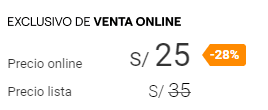 EXCLUSIVO DE VENTA ONLINE
Precio online S/ 25 -28%
Precio lista S/ 35